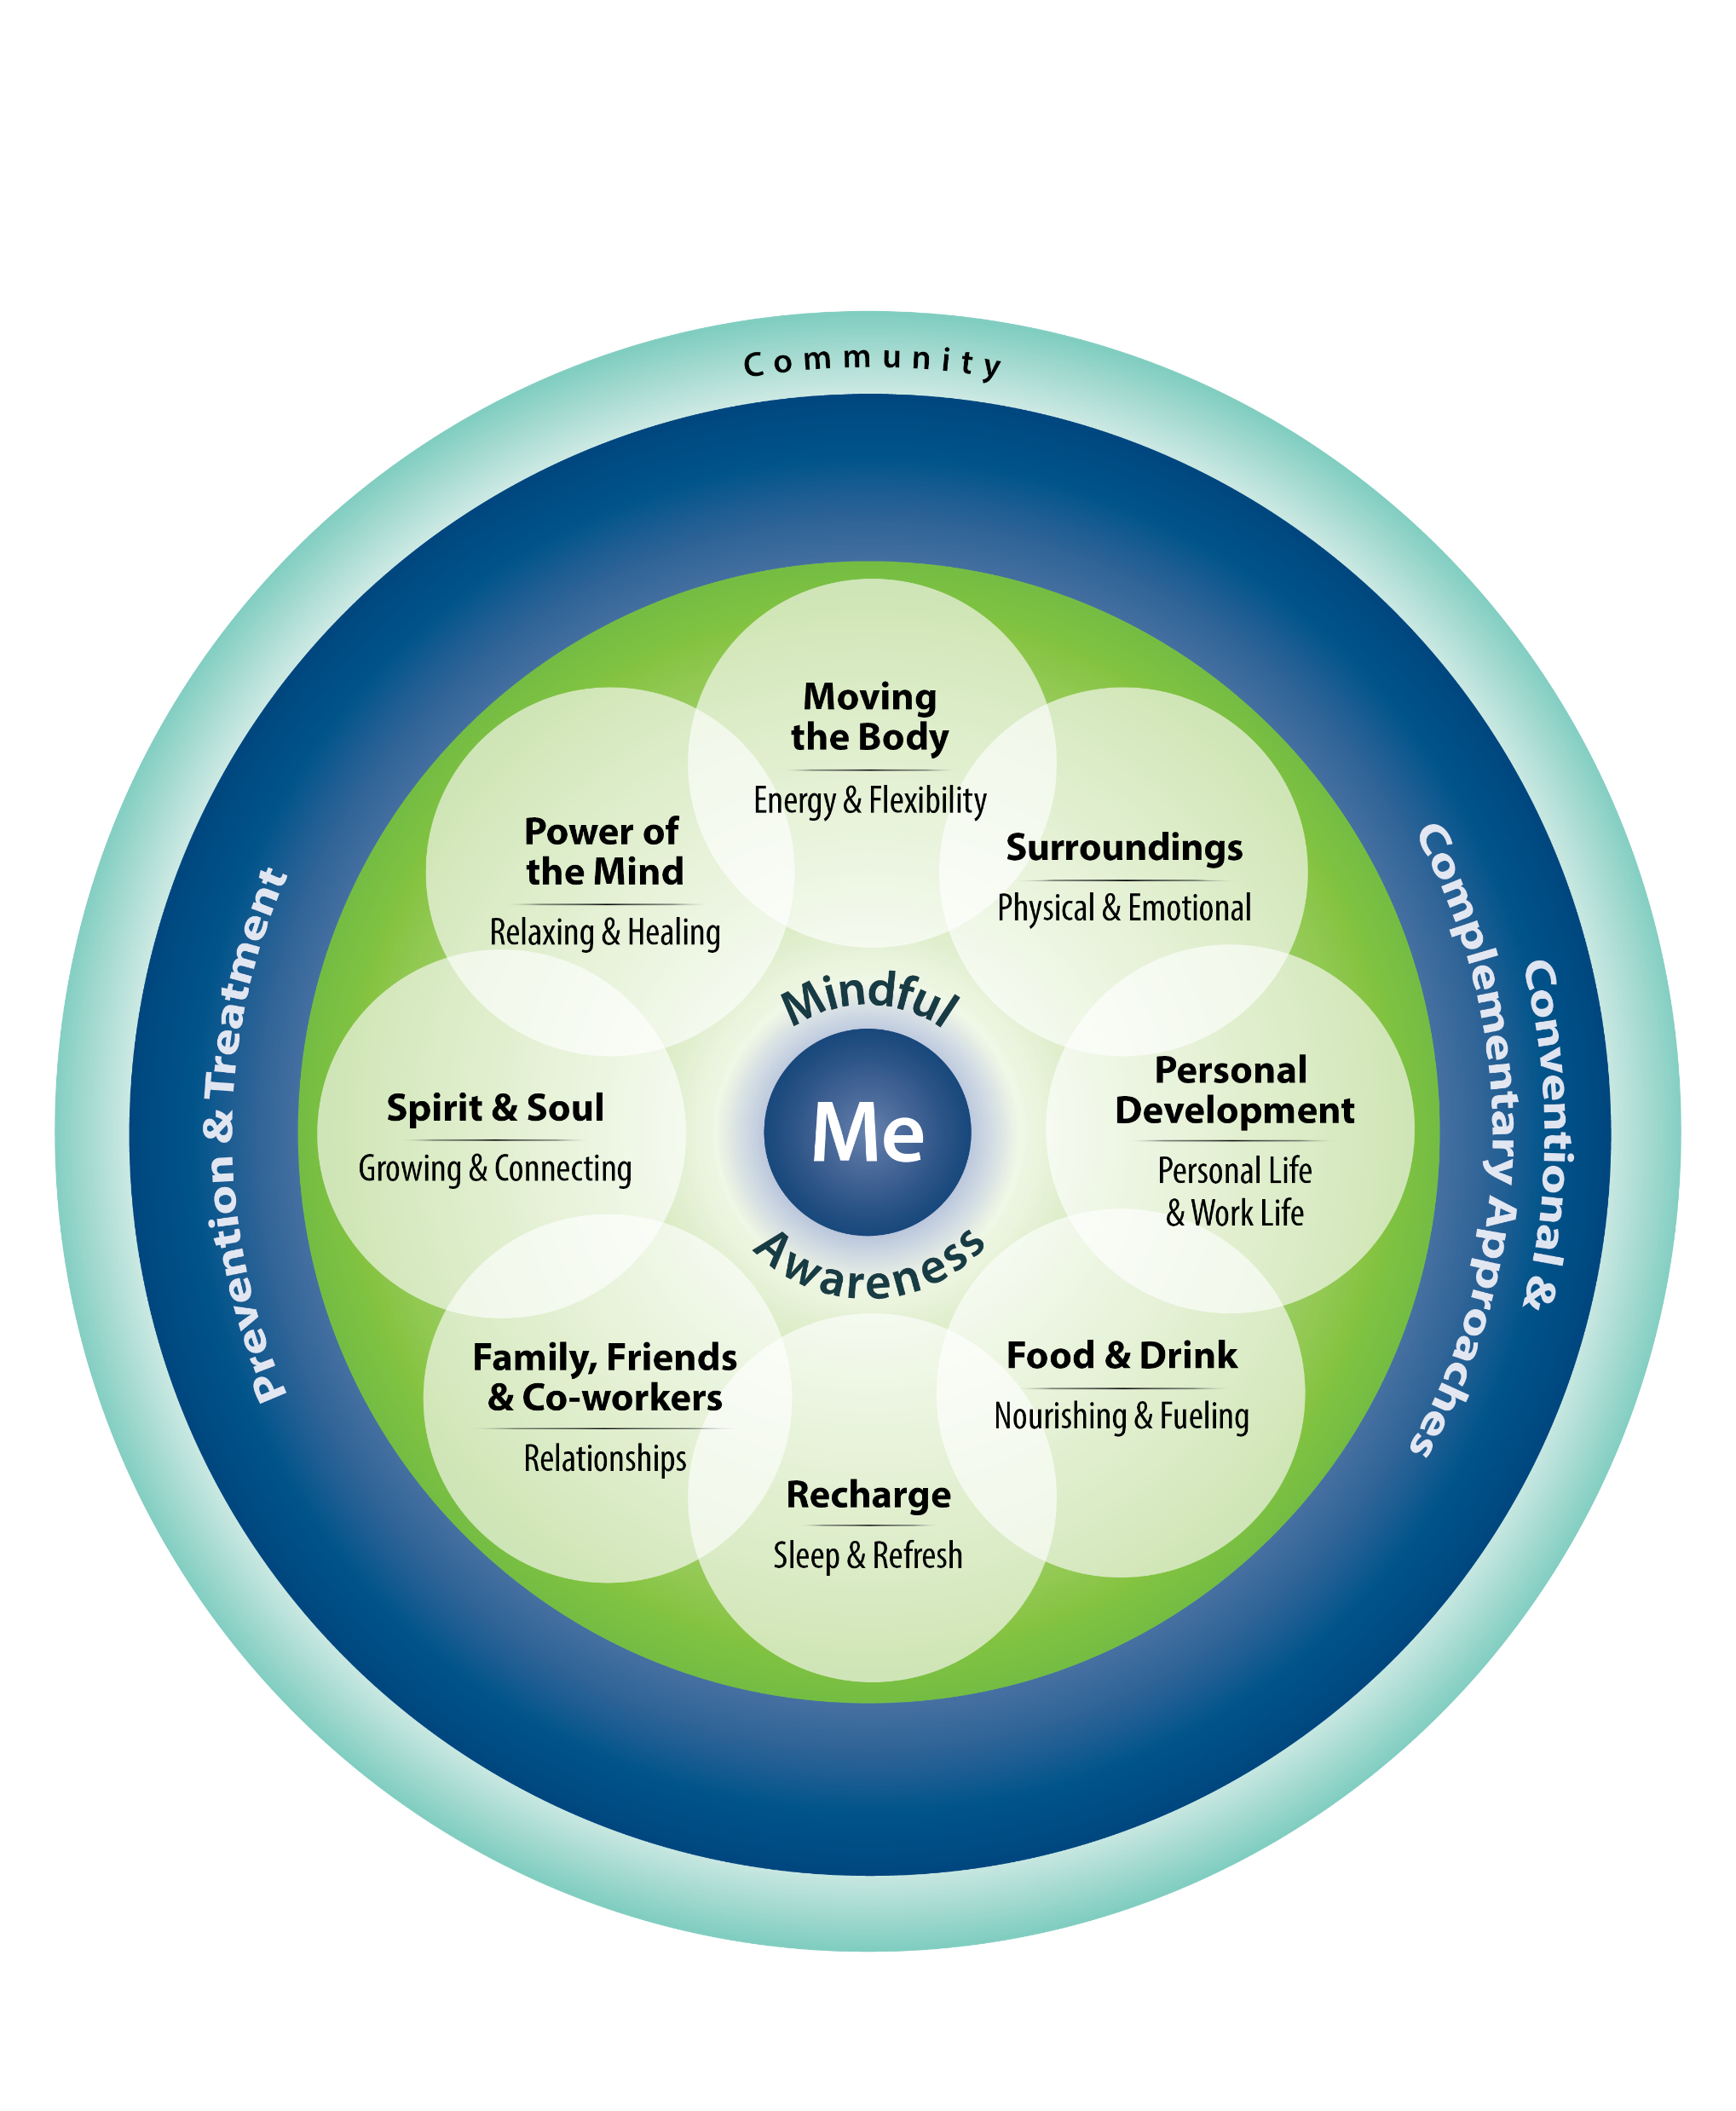 Community
Prevention & Treatment
Conventional &
Complementary Approaches
Moving
the Body
Energy & Flexibility
Surroundings
Physical & Emotional
Personal
Development
Personal Life
& Work Life
Food & Drink
Nourishing & Fueling
Recharge
Sleep & Refresh
Family, Friends
& Co-workers
Relationships
Spirit & Soul
Growing & Connecting
Power of
the Mind
Relaxing & Healing
Mindful
Me
Awareness